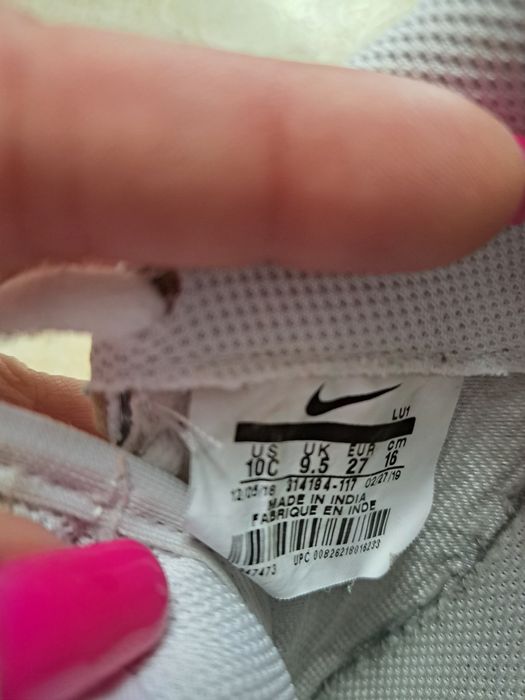 LU1
US UK EUR cm
10C 9.5 27 16
12/05/18 314194-117 02/27/19
MADE IN INDIA
FABRIQUE EN INDE
UPC 00826218016233